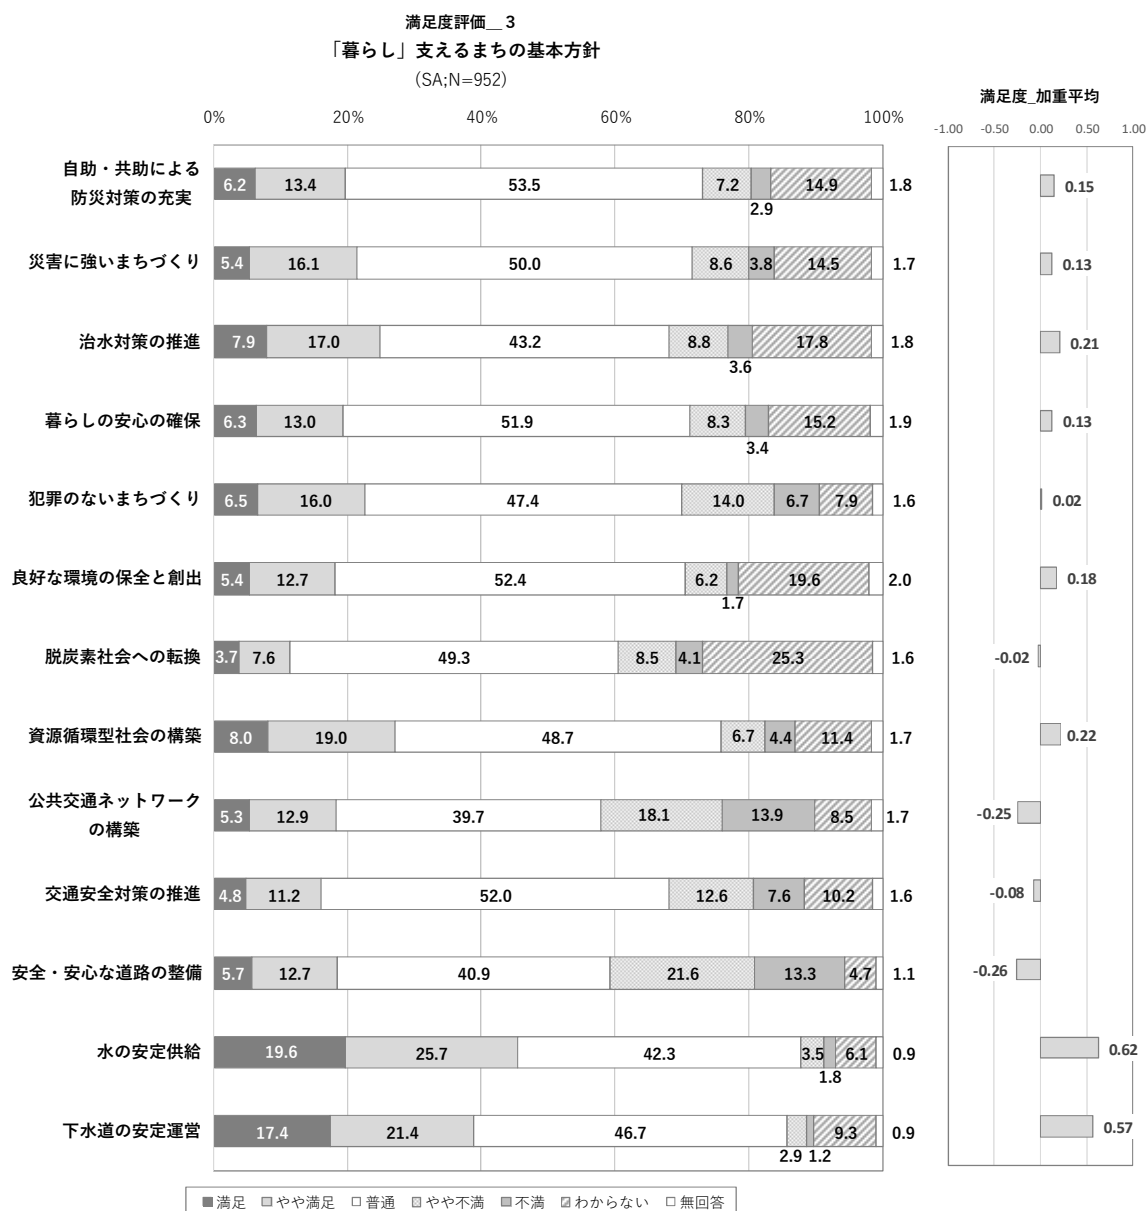 満足度評価__3
「暮らし」支えるまちの基本方針
(SA;N=952)
満足度_加重平均
0% 20% 40% 60% 80% 100%
-1.00 -0.50 0.00 0.50 1.00
自助・共助による
防災対策の充実
6.2 13.4 53.5 7.2 2.9 14.9 1.8 0.15
災害に強いまちづくり 5.4 16.1 50.0 8.6 3.8 14.5 1.7 0.13
治水対策の推進 7.9 17.0 43.2 8.8 3.6 17.8 1.8 0.21
暮らしの安心の確保 6.3 13.0 51.9 8.3 3.4 15.2 1.9 0.13
犯罪のないまちづくり 6.5 16.0 47.4 14.0 6.7 7.9 1.6 0.02
良好な環境の保全と創出 5.4 12.7 52.4 6.2 1.7 19.6 2.0 0.18
脱炭素社会への転換 3.7 7.6 49.3 8.5 4.1 25.3 1.6 -0.02
資源循環型社会の構築 8.0 19.0 48.7 6.7 4.4 11.4 1.7 0.22
公共交通ネットワーク
の構築
5.3 12.9 39.7 18.1 13.9 8.5 1.7 -0.25
交通安全対策の推進 4.8 11.2 52.0 12.6 7.6 10.2 1.6 -0.08
安全・安心な道路の整備 5.7 12.7 40.9 21.6 13.3 4.7 1.1 -0.26
水の安定供給 19.6 25.7 42.3 3.5 1.8 6.1 0.9 0.62
下水道の安定運営 17.4 21.4 46.7 2.9 1.2 9.3 0.9 0.57
満足 やや満足 普通 やや不満 不満 わからない 無回答